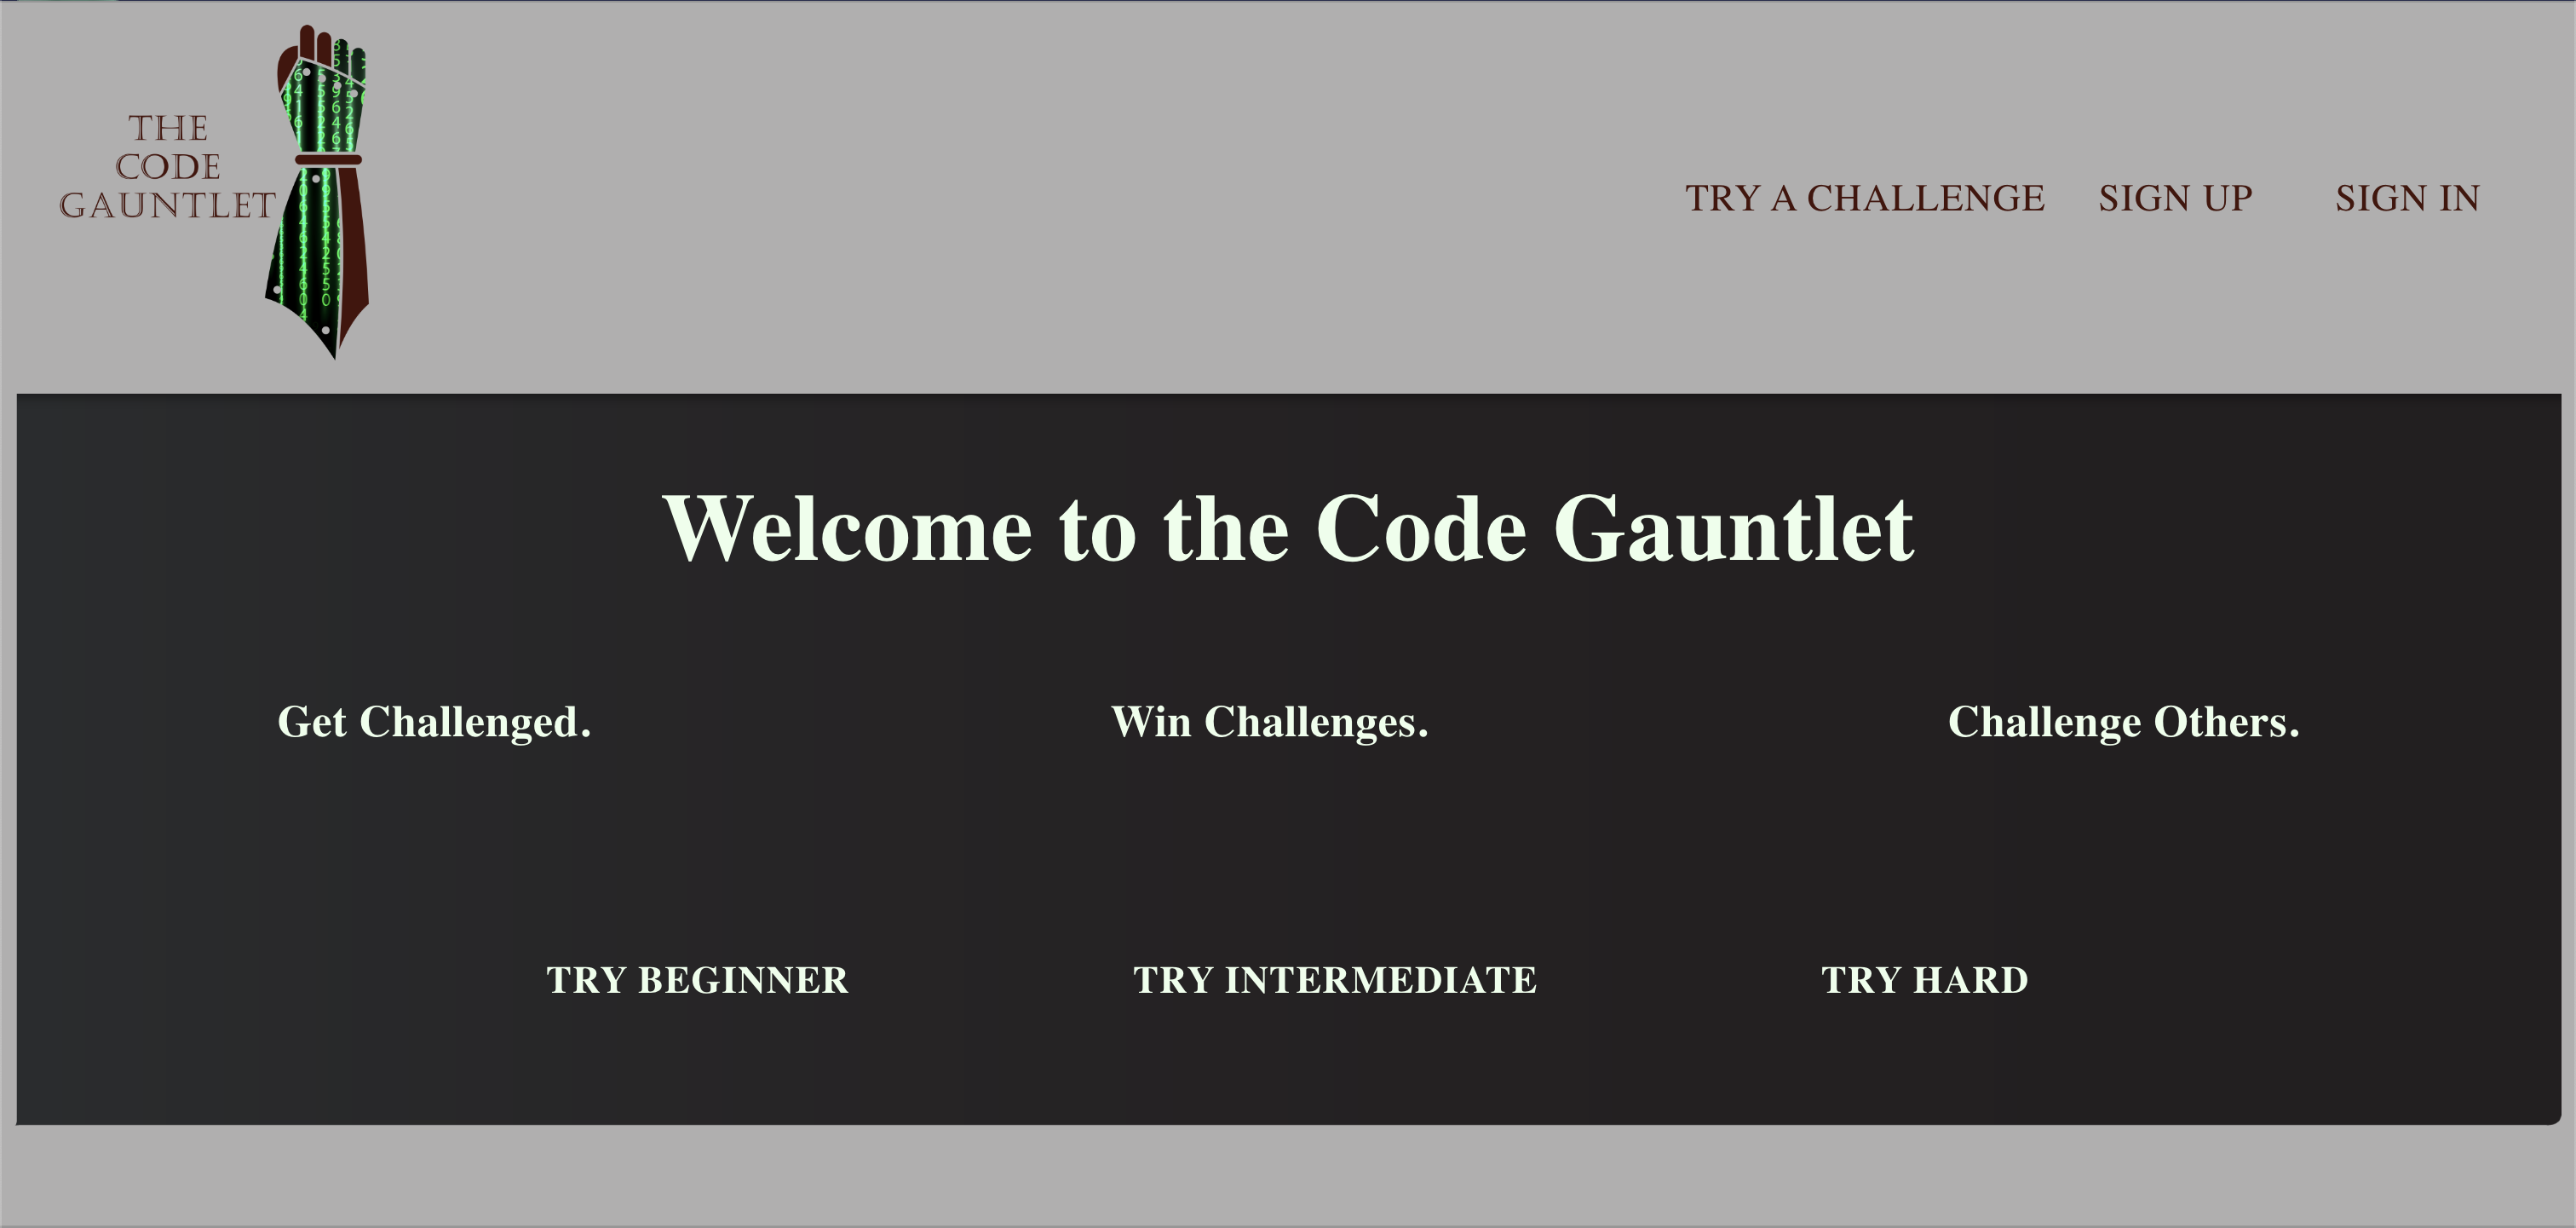 THE
CODE
GAUNTLET
TRY A CHALLENGE SIGN UP SIGN IN
Welcome to the Code Gauntlet
Get Challenged. Win Challenges. Challenge Others.
TRY BEGINNER TRY INTERMEDIATE TRY HARD